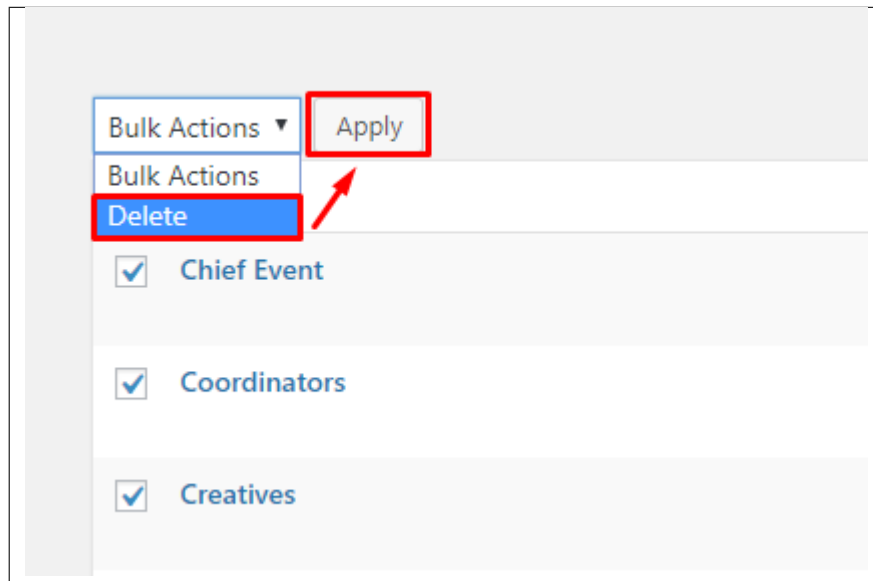 Bulk Actions ▼ Apply
Bulk Actions
Delete
Chief Event
Coordinators
Creatives